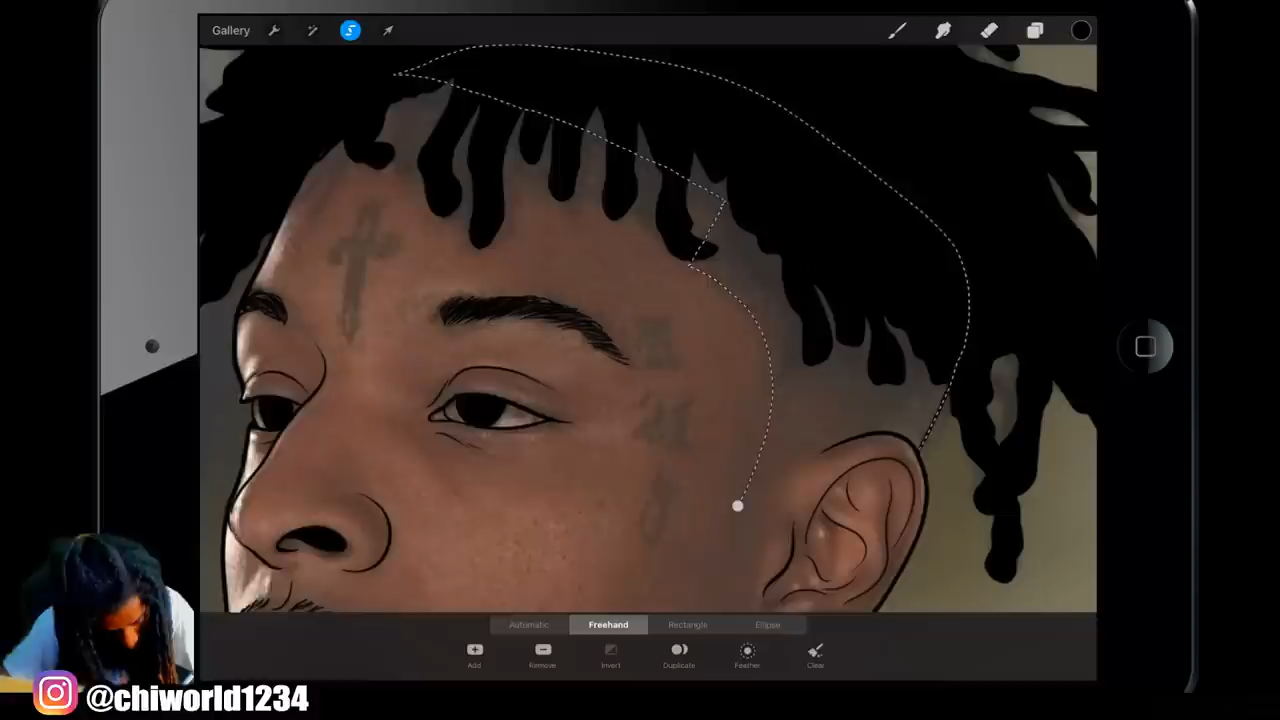 Gallery
Automatic Freehand Rectangle Ellipse
Add Remove Invert Duplicate Feather Clear
@chiworld1234